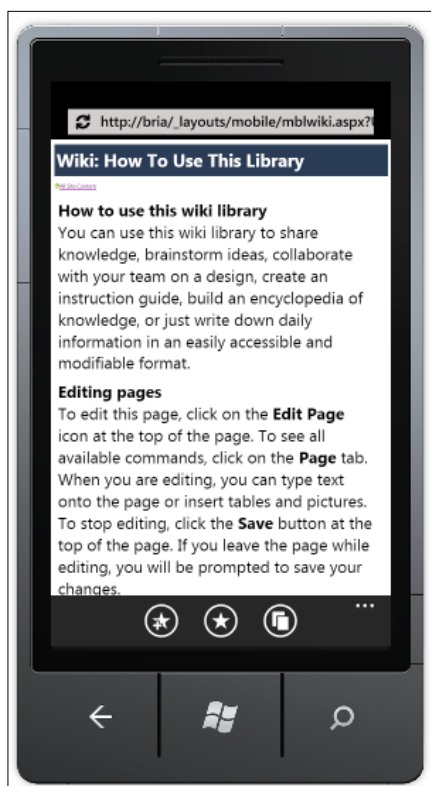 http://bria/_layouts/mobile/mblwiki.aspx?
Wiki: How To Use This Library
All Site Content
How to use this wiki library
You can use this wiki library to share
knowledge, brainstorm ideas, collaborate
with your team on a design, create an
instruction guide, build an encyclopedia of
knowledge, or just write down daily
information in an easily accessible and
modifiable format.
Editing pages
To edit this page, click on the Edit Page
icon at the top of the page. To see all
available commands, click on the Page tab.
When you are editing, you can type text
onto the page or insert tables and pictures.
To stop editing, click the Save button at the
top of the page. If you leave the page while
editing, you will be prompted to save your
changes.